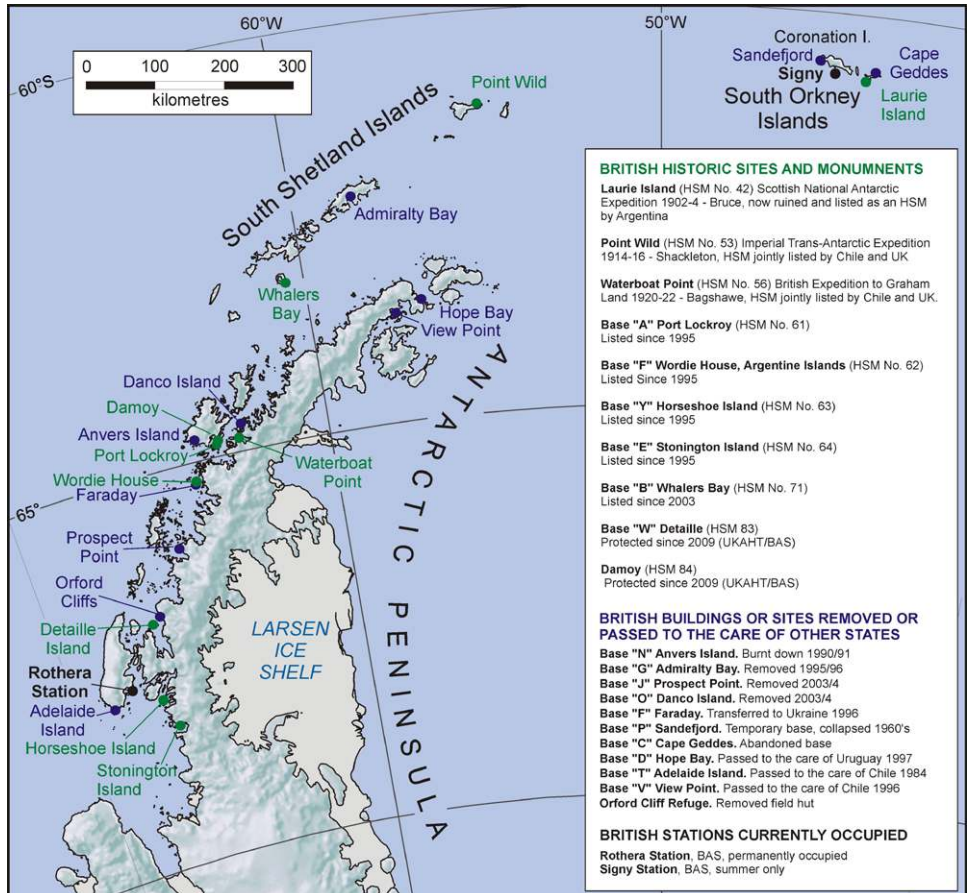 60°W
50°W
60°S
0 100 200 300
kilometres
Coronation I.
Sandefjord
Cape
Geddes
Signy
South Orkney
Islands
Laurie
Island
Point Wild
South Shetland Islands
Admiralty Bay
Whalers
Bay
Hope Bay
View Point
Danco Island
Damoy
Anvers Island
Port Lockroy
Waterboat
Point
Wordie House
Faraday
65°
Prospect
Point
Orford
Cliffs
Detaille
Island
LARSEN
ICE
SHELF
ANTARCTIC PENINSULA
Rothera
Station
Adelaide
Island
Horseshoe Island
Stonington
Island
BRITISH HISTORIC SITES AND MONUMNENTS
Laurie Island (HSM No. 42) Scottish National Antarctic
Expedition 1902-4 - Bruce, now ruined and listed as an HSM
by Argentina
Point Wild (HSM No. 53) Imperial Trans-Antarctic Expedition
1914-16 - Shackleton, HSM jointly listed by Chile and UK
Waterboat Point (HSM No. 56) British Expedition to Graham
Land 1920-22 - Bagshawe, HSM jointly listed by Chile and UK.
Base "A" Port Lockroy (HSM No. 61)
Listed since 1995
Base "F" Wordie House, Argentine Islands (HSM No. 62)
Listed Since 1995
Base "Y" Horseshoe Island (HSM No. 63)
Listed since 1995
Base "E" Stonington Island (HSM No. 64)
Listed since 1995
Base "B" Whalers Bay (HSM No. 71)
Listed since 2003
Base "W" Detaille (HSM 83)
Protected since 2009 (UKAHT/BAS)
Damoy (HSM 84)
Protected since 2009 (UKAHT/BAS)
BRITISH BUILDINGS OR SITES REMOVED OR
PASSED TO THE CARE OF OTHER STATES
Base "N" Anvers Island. Burnt down 1990/91
Base "G" Admiralty Bay. Removed 1995/96
Base "J" Prospect Point. Removed 2003/4
Base "O" Danco Island. Removed 2003/4
Base "F" Faraday. Transferred to Ukraine 1996
Base "P" Sandefjord. Temporary base, collapsed 1960's
Base "C" Cape Geddes. Abandoned base
Base "D" Hope Bay. Passed to the care of Uruguay 1997
Base "T" Adelaide Island. Passed to the care of Chile 1984
Base "V" View Point. Passed to the care of Chile 1996
Orford Cliff Refuge. Removed field hut
BRITISH STATIONS CURRENTLY OCCUPIED
Rothera Station, BAS, permanently occupied
Signy Station, BAS, summer only